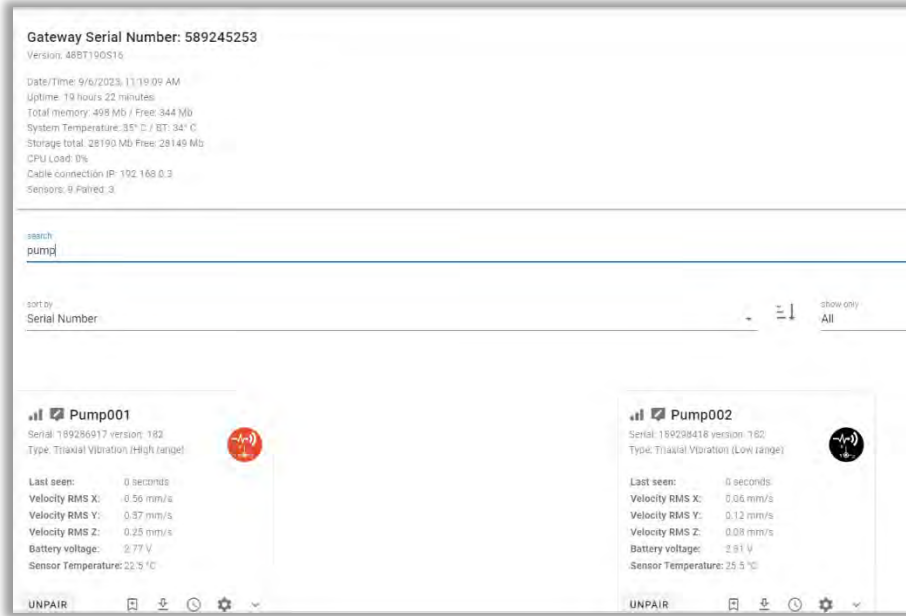 Gateway Serial Number: 589245253
Version: 48BT190S16
Date/Time: 9/6/2023, 11:19:09 AM
Uptime: 19 hours 22 minutes
Total memory: 498 Mb / Free: 344 Mb
System Temperature: 35° C / BT: 34° C
Storage total: 28190 Mb Free: 28149 Mb
CPU Load: 0%
Cable connection IP: 192.168.0.3
Sensors: 9 Paired: 3
search
pump
sort by
Serial Number
show only
All
Pump001
Serial: 189286917 version: 182
Type: Triaxial Vibration (High range)
Last seen: 0 seconds
Velocity RMS X: 0.56 mm/s
Velocity RMS Y: 0.37 mm/s
Velocity RMS Z: 0.25 mm/s
Battery voltage: 2.77 V
Sensor Temperature: 22.5 °C
UNPAIR
Pump002
Serial: 189298418 version: 182
Type: Triaxial Vibration (Low range)
Last seen: 0 seconds
Velocity RMS X: 0.06 mm/s
Velocity RMS Y: 0.12 mm/s
Velocity RMS Z: 0.08 mm/s
Battery voltage: 2.91 V
Sensor Temperature: 25.5 °C
UNPAIR